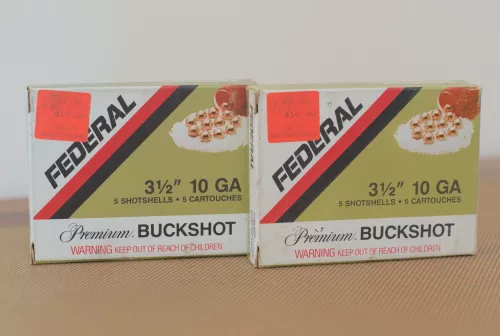 FEDERAL
3½" 10 GA
5 SHOTSHELLS • 5 CARTOUCHES
Premium BUCKSHOT
WARNING KEEP OUT OF REACH OF CHILDREN
FEDERAL
3½" 10 GA
5 SHOTSHELLS • 5 CARTOUCHES
Premium BUCKSHOT
WARNING KEEP OUT OF REACH OF CHILDREN